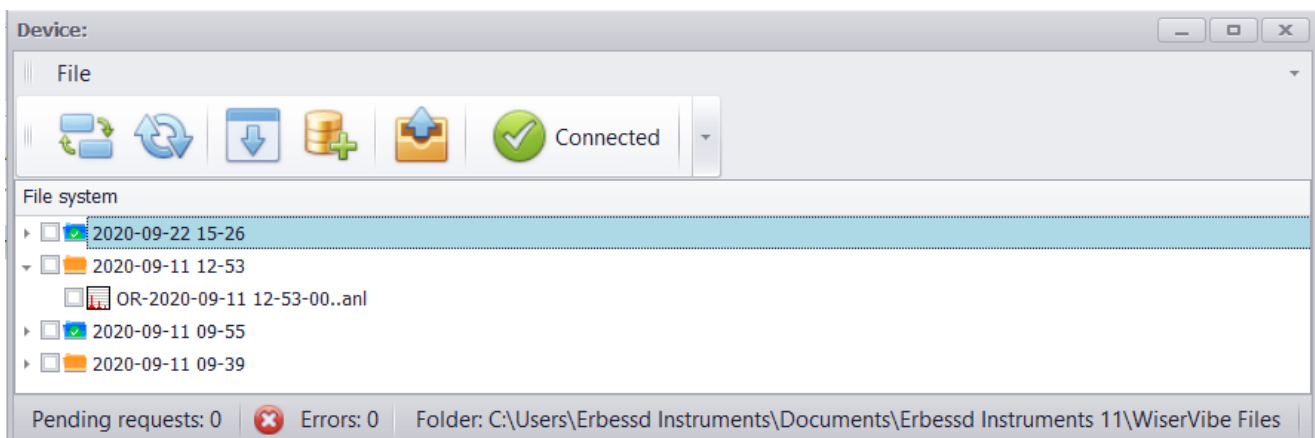 Device:
File
Connected
File system
2020-09-22 15-26
2020-09-11 12-53
OR-2020-09-11 12-53-00..anl
2020-09-11 09-55
2020-09-11 09-39
Pending requests: 0 Errors: 0 Folder: C:\Users\Erbessd Instruments\Documents\Erbessd Instruments 11\WiserVibe Files